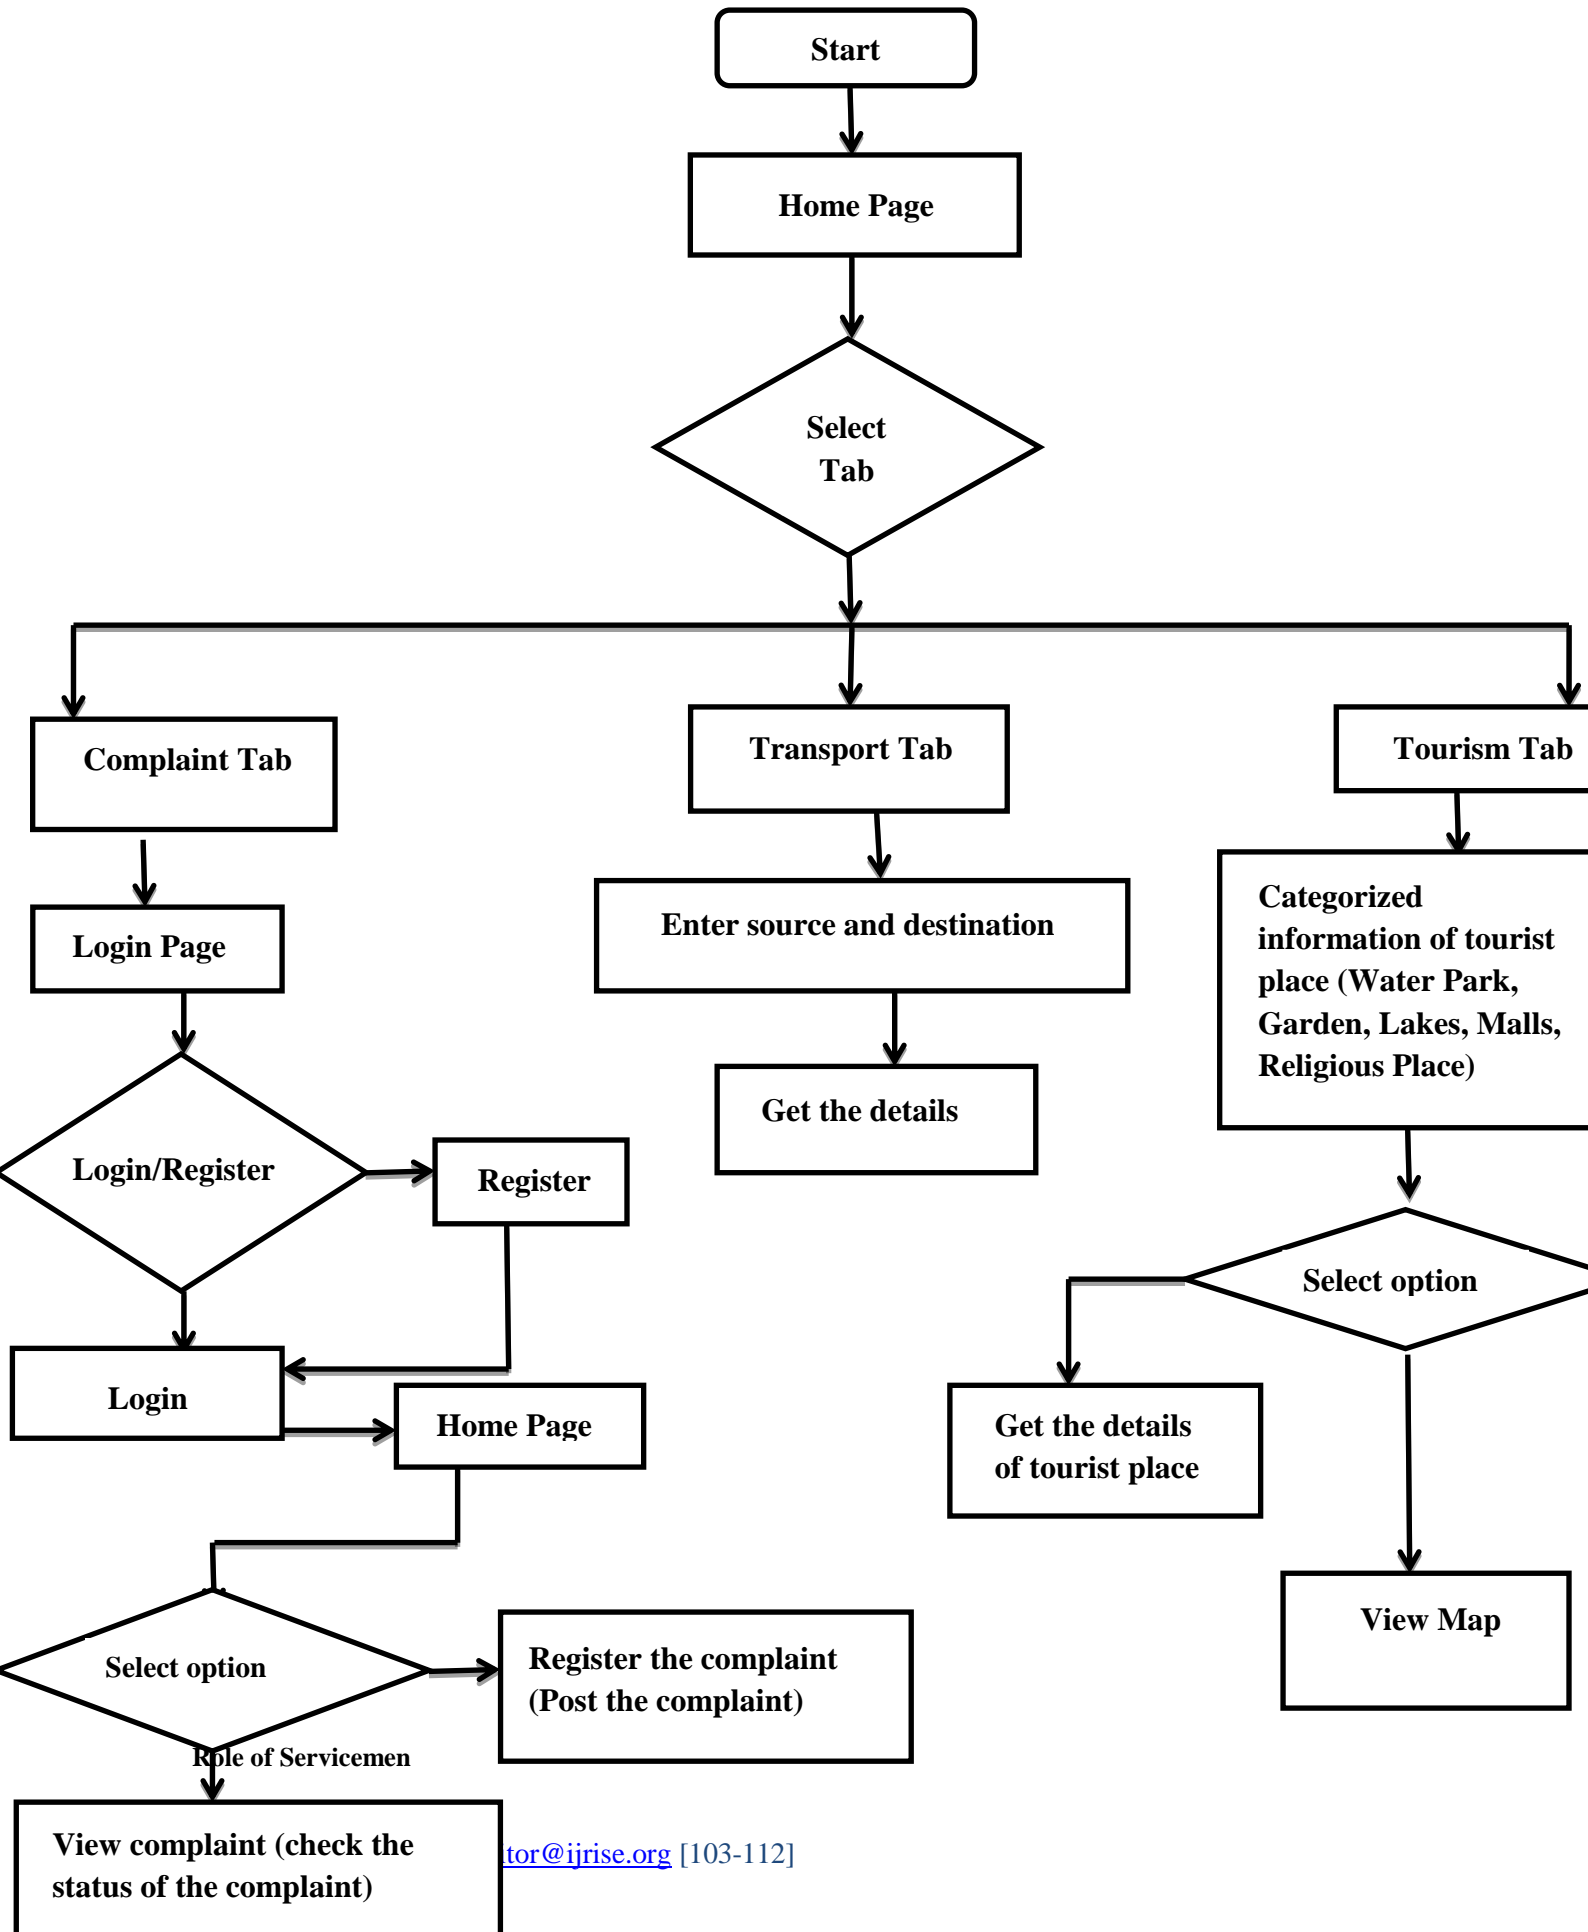 Start
Home Page
Select
Tab
Complaint Tab
Transport Tab
Tourism Tab
Login Page
Enter source and destination
Categorized
information of tourist
place (Water Park,
Garden, Lakes, Malls,
Religious Place)
Get the details
Login/Register
Register
Select option
Login
Home Page
Get the details
of tourist place
View Map
Select option
Register the complaint
(Post the complaint)
Role of Servicemen
View complaint (check the
status of the complaint)
itor@ijrise.org [103-112]